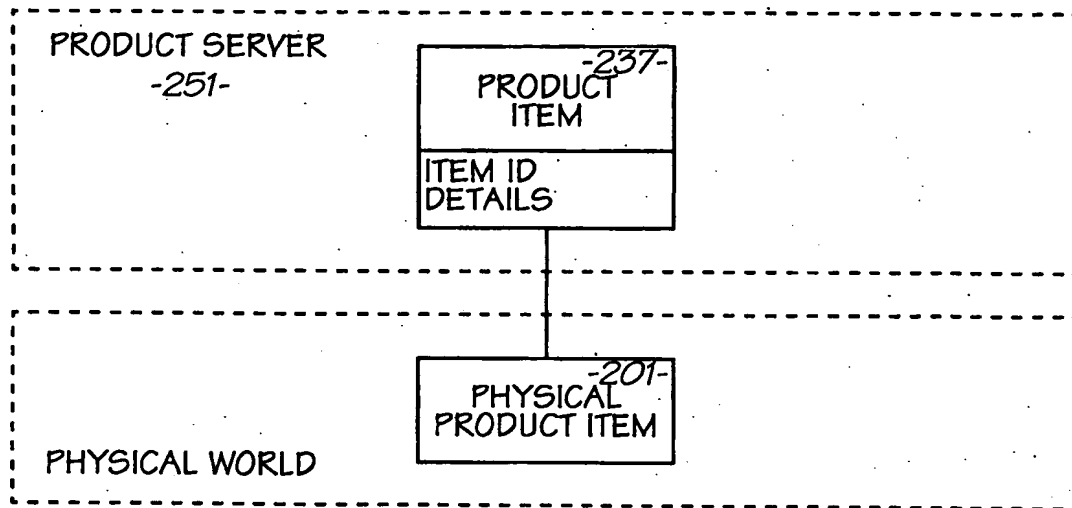 PRODUCT SERVER
-251-
-237-
PRODUCT
ITEM
ITEM ID
DETAILS
-201-
PHYSICAL
PRODUCT ITEM
PHYSICAL WORLD